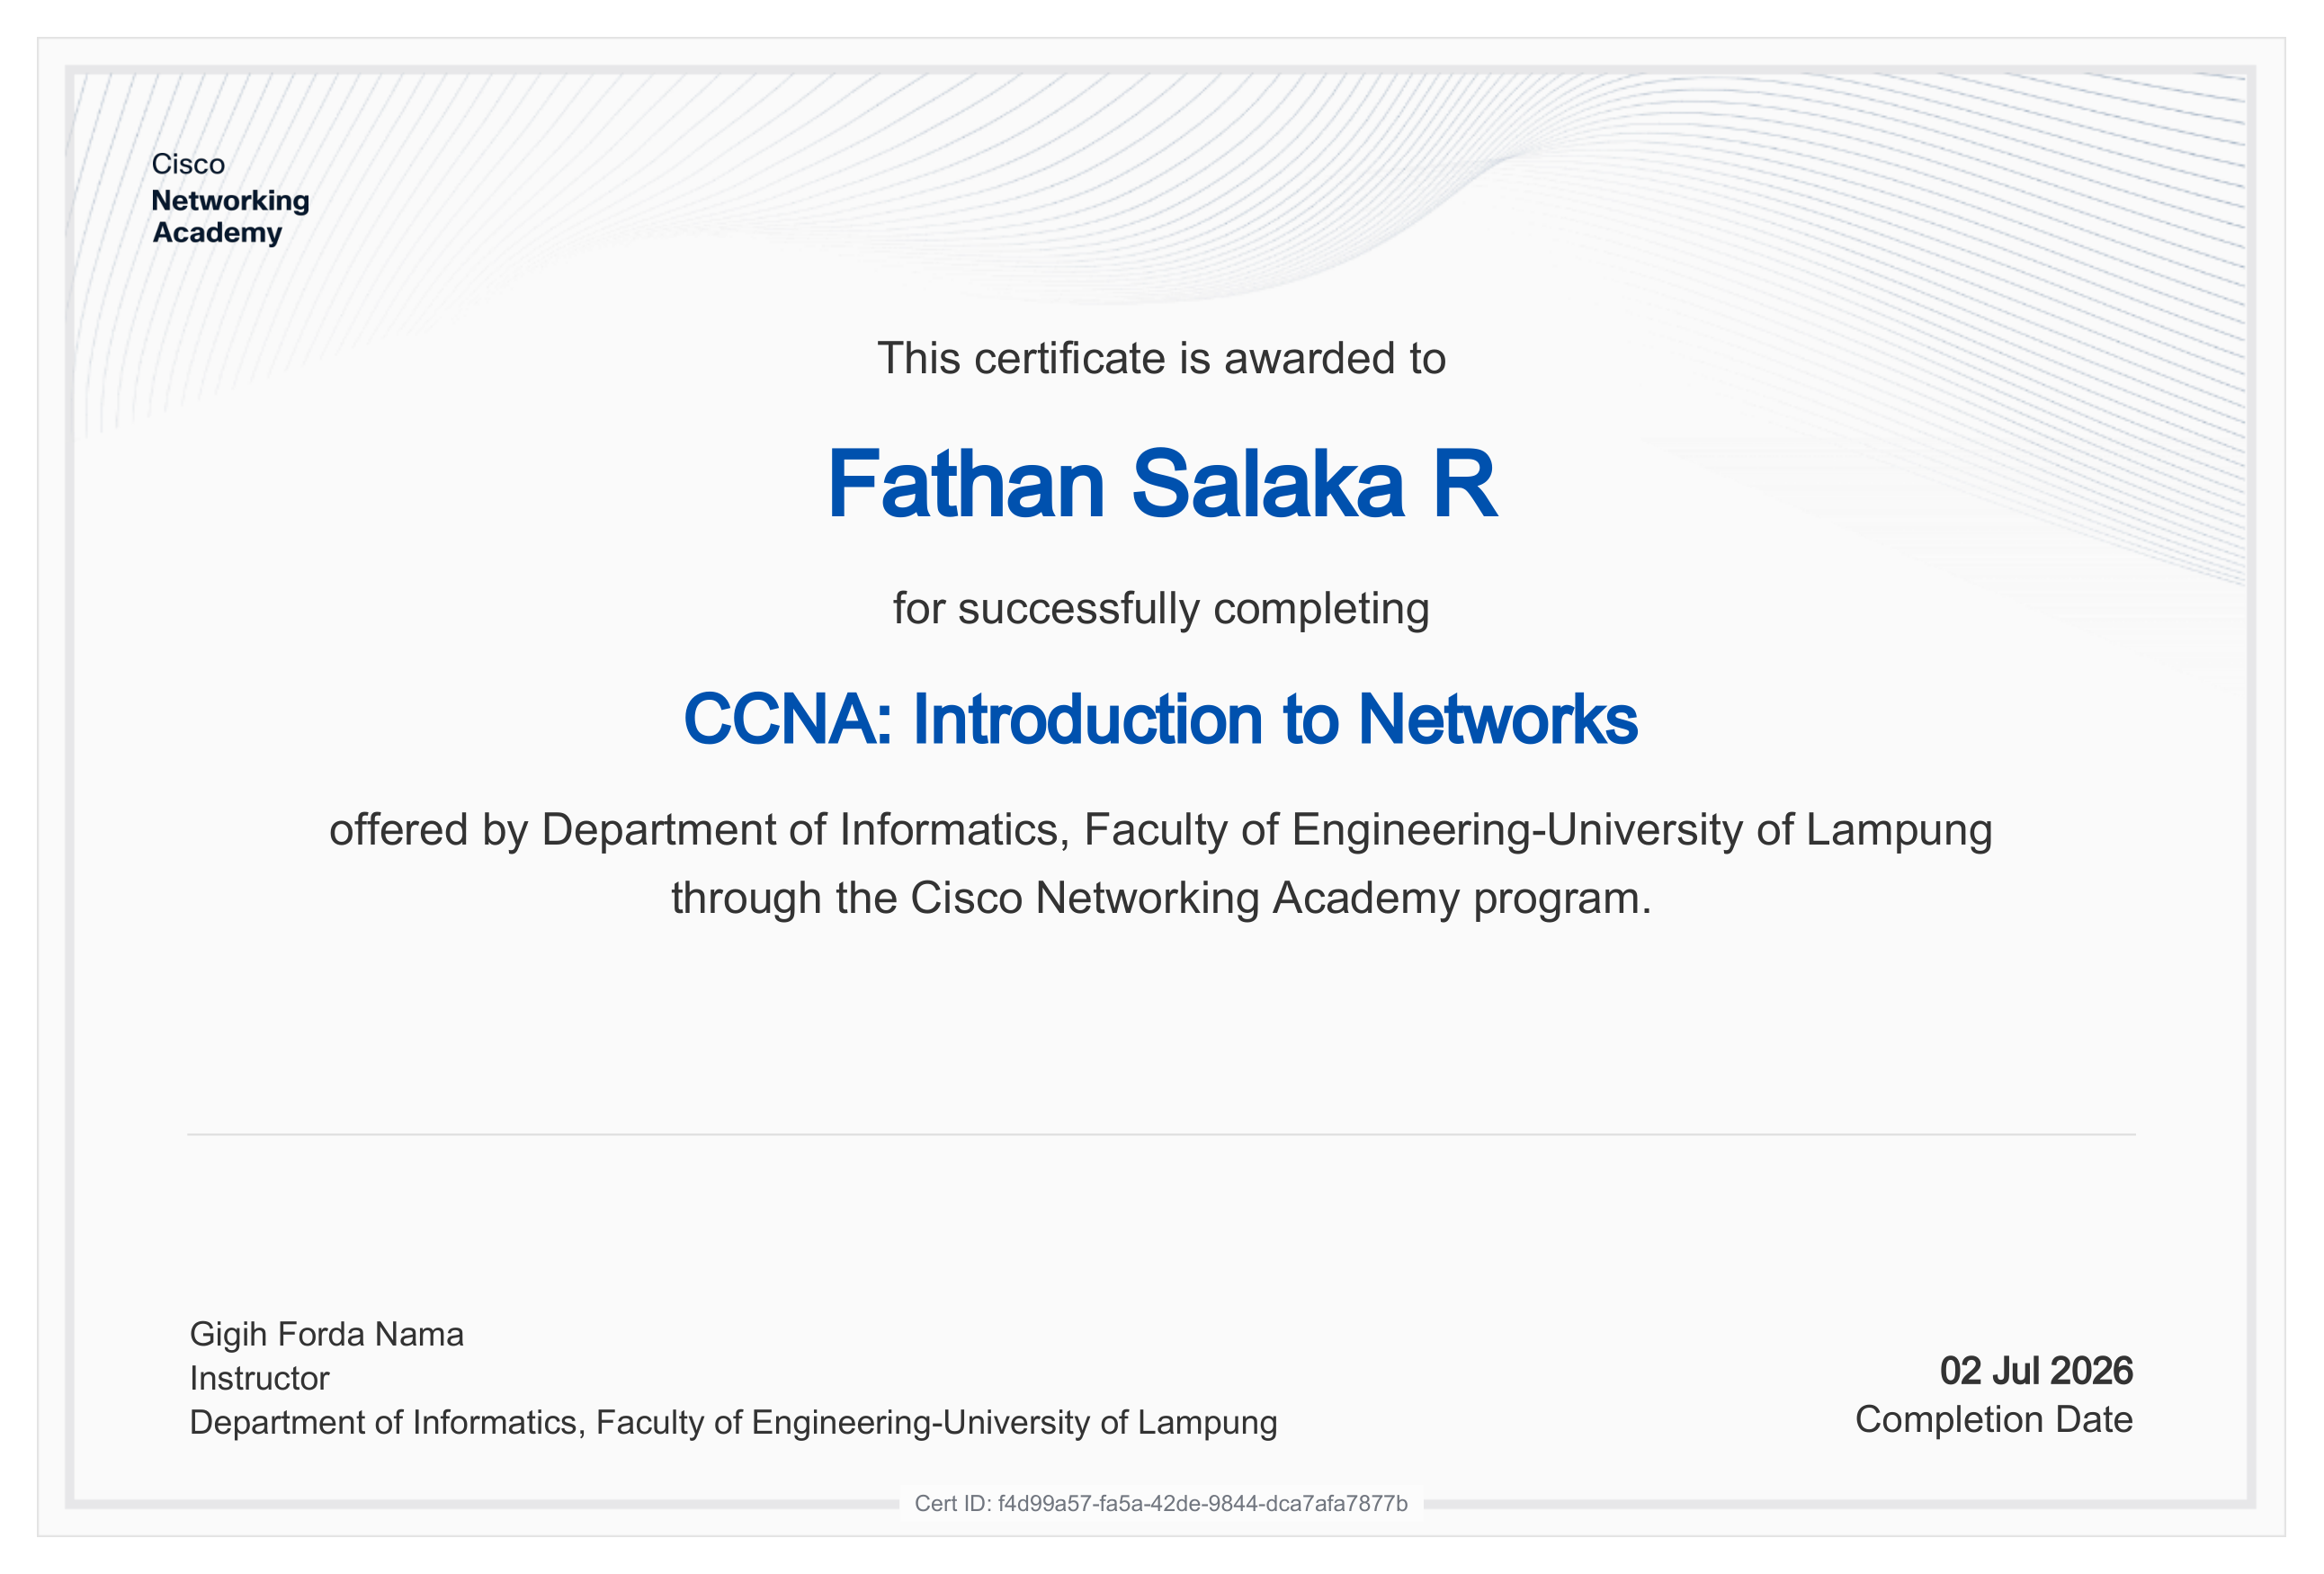 Cisco
Networking
Academy
This certificate is awarded to
Fathan Salaka R
for successfully completing
CCNA: Introduction to Networks
offered by Department of Informatics, Faculty of Engineering-University of Lampung
through the Cisco Networking Academy program.
Gigih Forda Nama
Instructor
Department of Informatics, Faculty of Engineering-University of Lampung
02 Jul 2026
Completion Date
Cert ID: f4d99a57-fa5a-42de-9844-dca7afa7877b